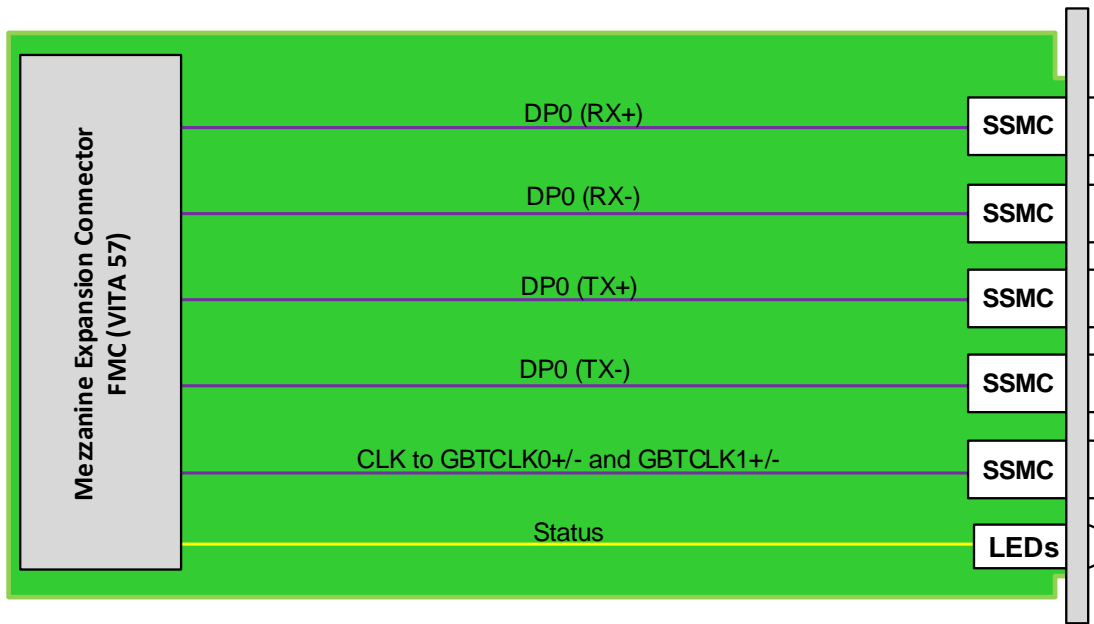 Mezzanine Expansion Connector
FMC (VITA 57)
DP0 (RX+)
SSMC
DP0 (RX-)
SSMC
DP0 (TX+)
SSMC
DP0 (TX-)
SSMC
CLK to GBTCLK0+/- and GBTCLK1+/-
SSMC
Status
LEDs